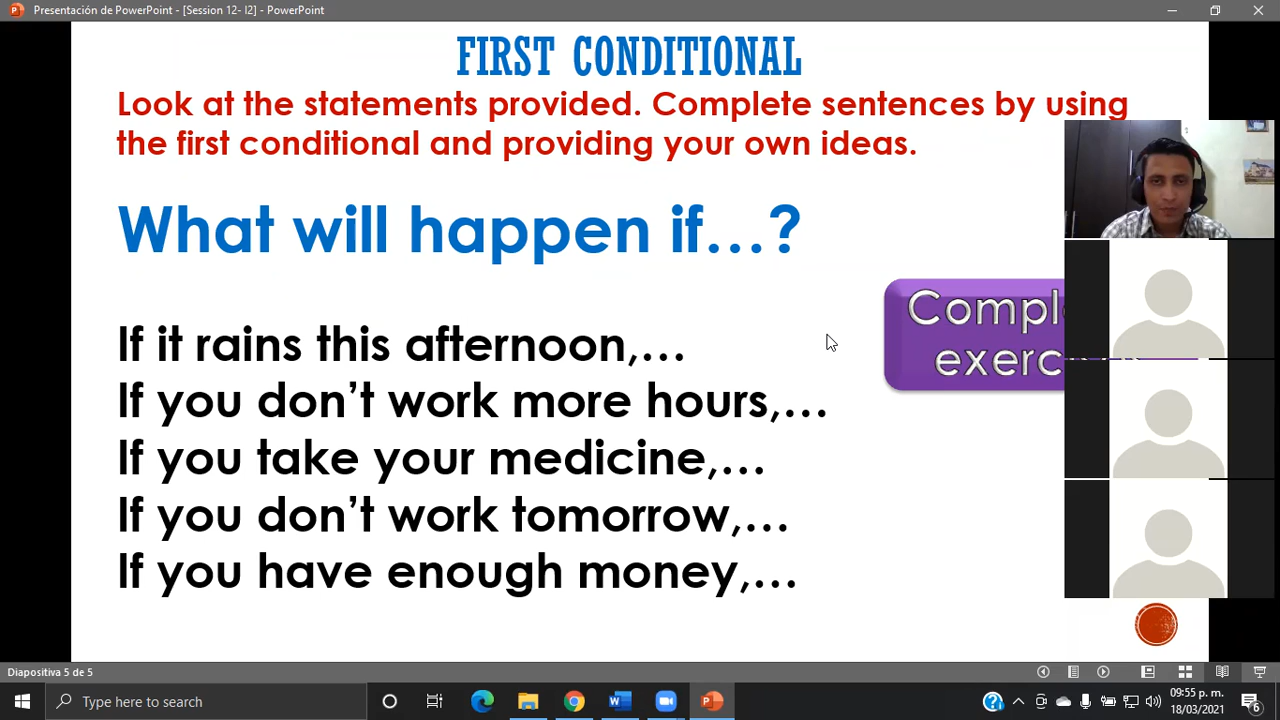 Presentación de PowerPoint - [Session 12- I2] - PowerPoint
FIRST CONDITIONAL
Look at the statements provided. Complete sentences by using
the first conditional and providing your own ideas.
What will happen if…?
If it rains this afternoon,…
If you don’t work more hours,…
If you take your medicine,…
If you don’t work tomorrow,…
If you have enough money,…
Diapositiva 5 de 5
Type here to search
09:55 p. m.
18/03/2021
6